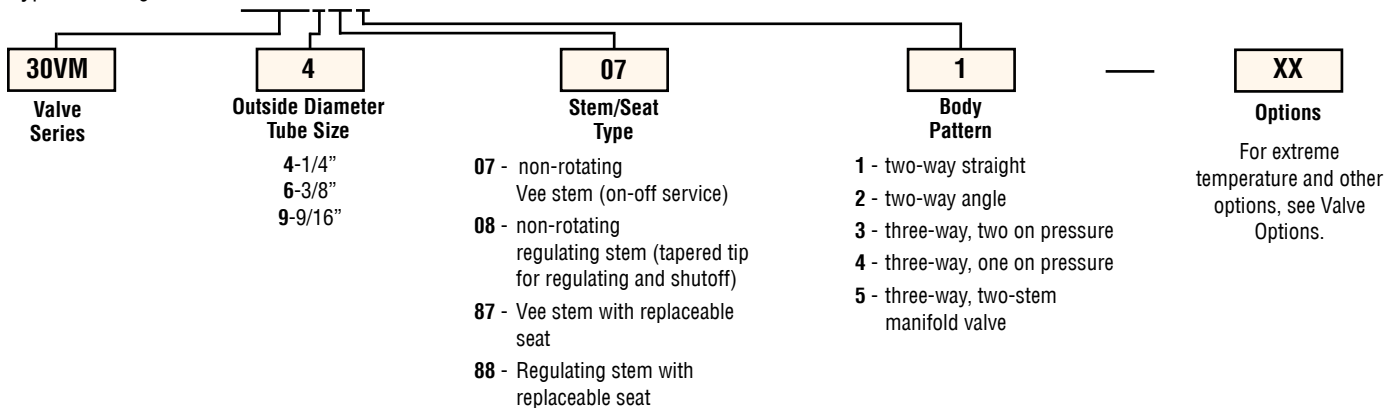 30VM
Valve
Series
4
Outside Diameter
Tube Size
4-1/4”
6-3/8”
9-9/16”
07
Stem/Seat
Type
07 - non-rotating
Vee stem (on-off service)
08 - non-rotating
regulating stem (tapered tip
for regulating and shutoff)
87 - Vee stem with replaceable
seat
88 - Regulating stem with
replaceable seat
1
Body
Pattern
1 - two-way straight
2 - two-way angle
3 - three-way, two on pressure
4 - three-way, one on pressure
5 - three-way, two-stem
manifold valve
XX
Options
For extreme
temperature and other
options, see Valve
Options.